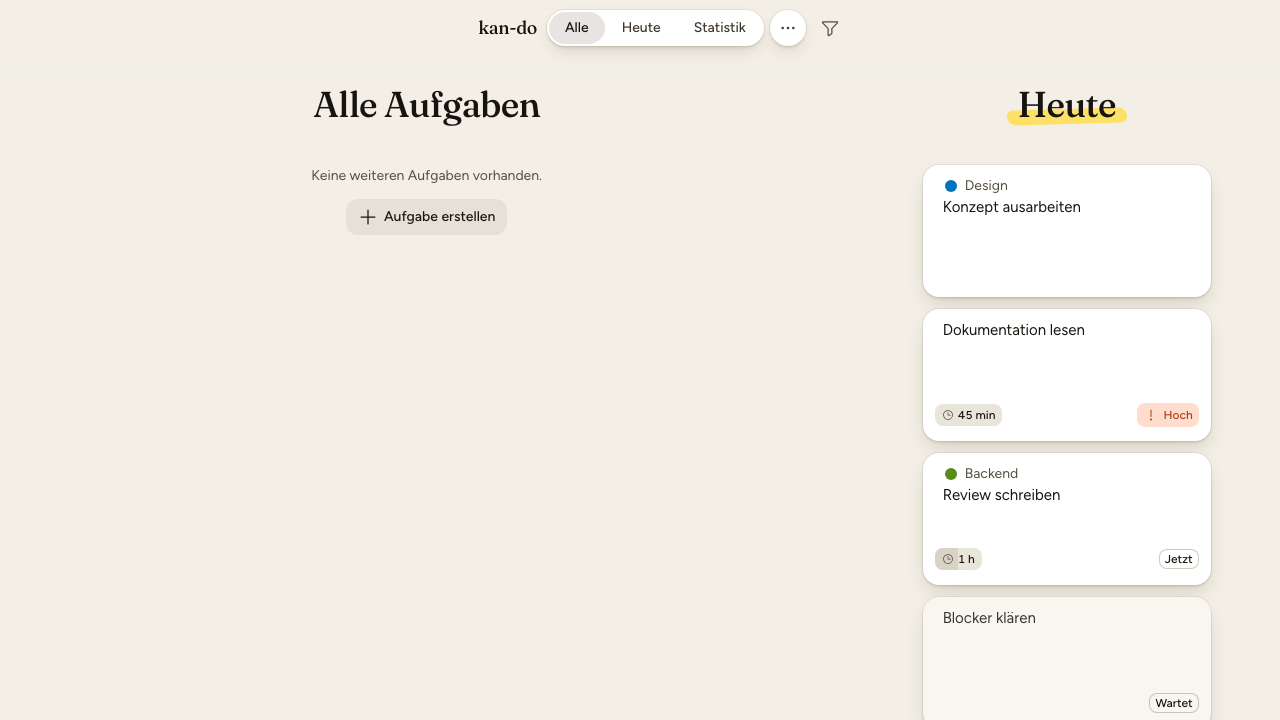 kan-do
Alle
Heute
Statistik
Alle Aufgaben
Keine weiteren Aufgaben vorhanden.
Aufgabe erstellen
Heute
Design
Konzept ausarbeiten
Dokumentation lesen
45 min
Hoch
Backend
Review schreiben
1 h
Jetzt
Blocker klären
Wartet